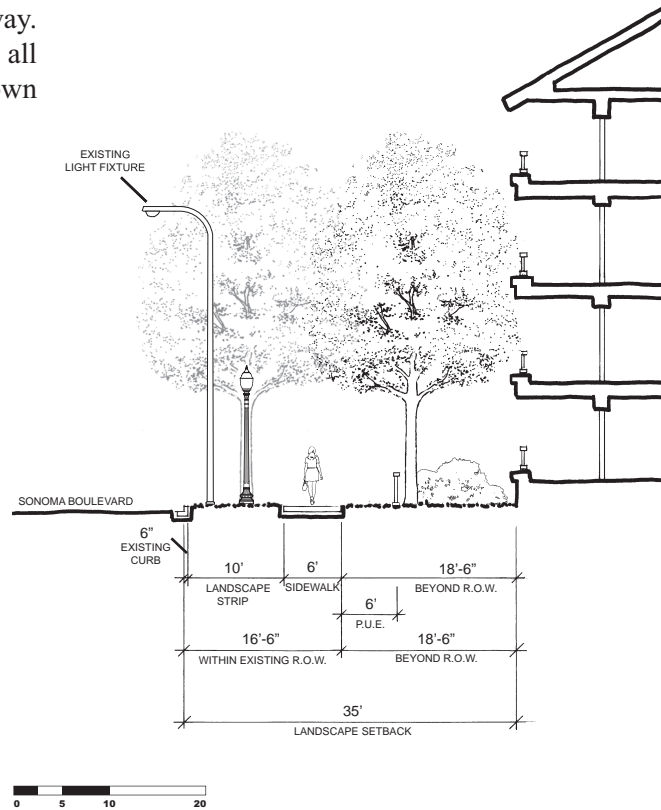 ay.
all
own
EXISTING
LIGHT FIXTURE
SONOMA BOULEVARD
6”
EXISTING
CURB
10’
LANDSCAPE
STRIP
6’
SIDEWALK
18’-6”
BEYOND R.O.W.
6’
P.U.E.
16’-6”
WITHIN EXISTING R.O.W.
18’-6”
BEYOND R.O.W.
35’
LANDSCAPE SETBACK
0 5 10 20